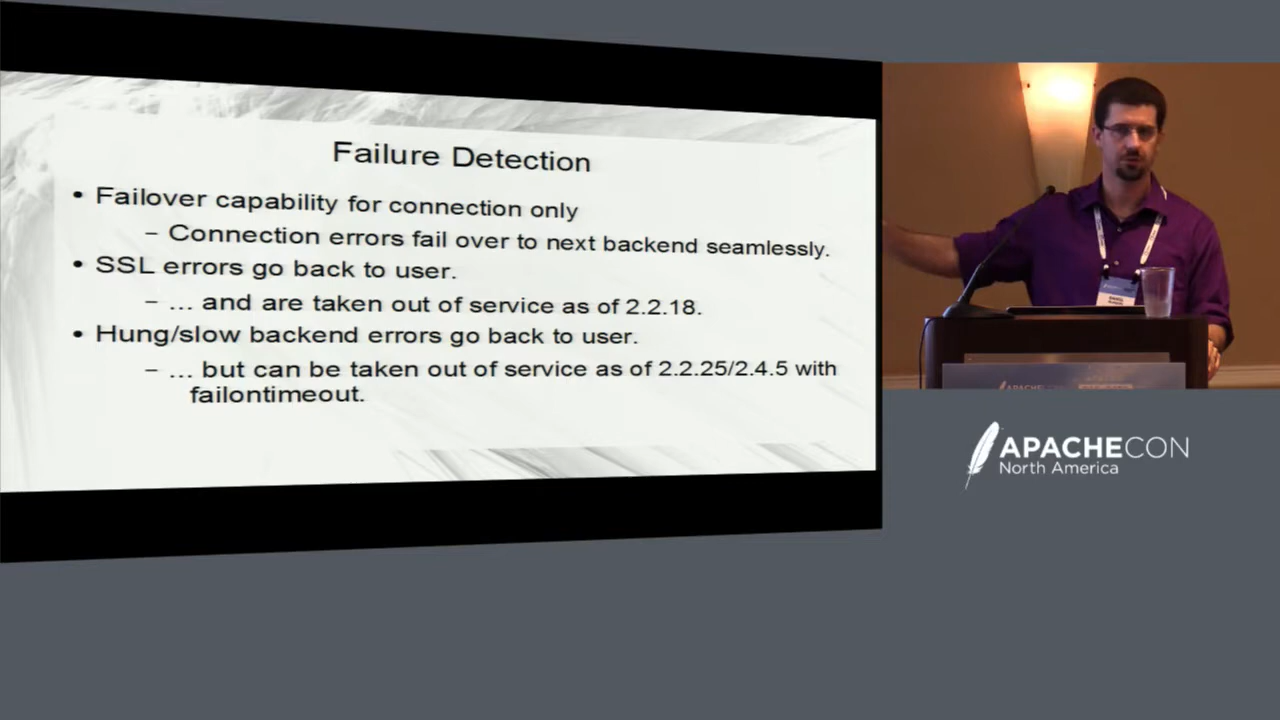 Failure Detection
• Failover capability for connection only
– Connection errors fail over to next backend seamlessly.
• SSL errors go back to user.
– … and are taken out of service as of 2.2.18.
• Hung/slow backend errors go back to user.
– … but can be taken out of service as of 2.2.25/2.4.5 with
failontimeout.
APACHECON
North America